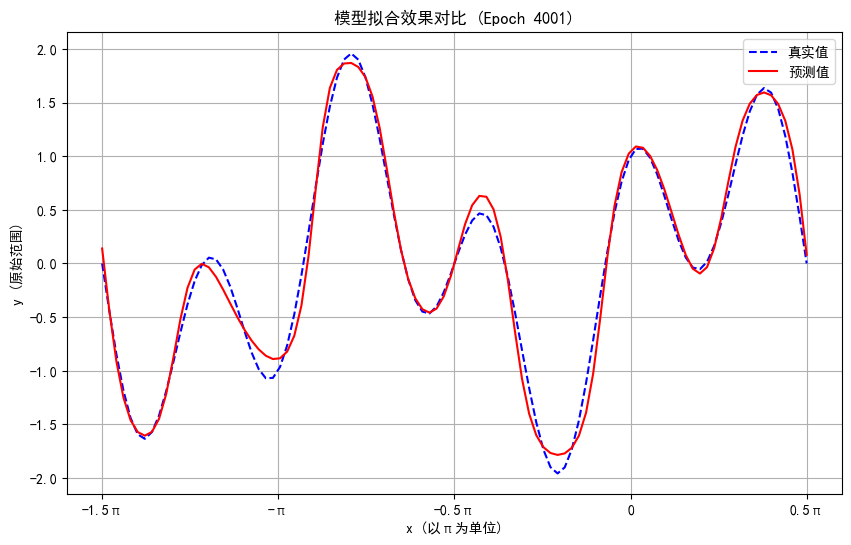 模型拟合效果对比 (Epoch 4001)
真实值
预测值
y (原始范围)
2.0
1.5
1.0
0.5
0.0
-0.5
-1.0
-1.5
-2.0
-1.5π
-π
-0.5π
0
0.5π
x (以π为单位)